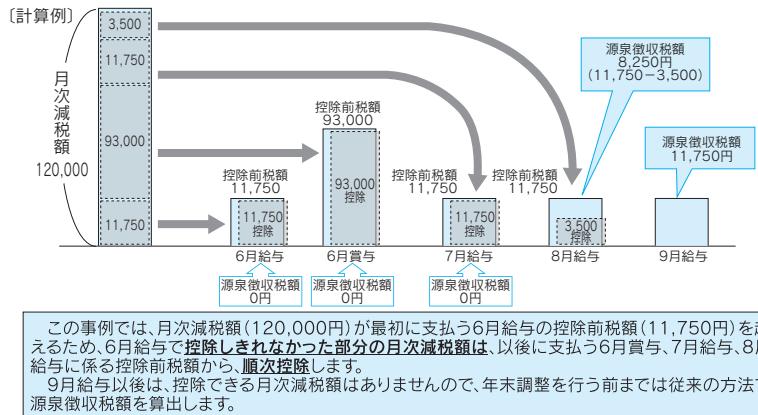 〔計算例〕
3,500
11,750
月次減税額
120,000
93,000
11,750
源泉徴収税額
8,250円
(11,750－3,500)
源泉徴収税額
11,750円
控除前税額
11,750
控除前税額
93,000
控除前税額
11,750
控除前税額
11,750
11,750
控除
93,000
控除
11,750
控除
3,500
控除
6月給与
6月賞与
7月給与
8月給与
9月給与
源泉徴収税額
0円
源泉徴収税額
0円
源泉徴収税額
0円
この事例では、月次減税額(120,000円)が最初に支払う6月給与の控除前税額(11,750円)を
えるため、6月給与で控除しきれなかった部分の月次減税額は、以後に支払う6月賞与、7月給与、8
給与に係る控除前税額から、順次控除します。
9月給与以後は、控除できる月次減税額はありませんので、年末調整を行う前までは従来の方法
源泉徴収税額を算出します。